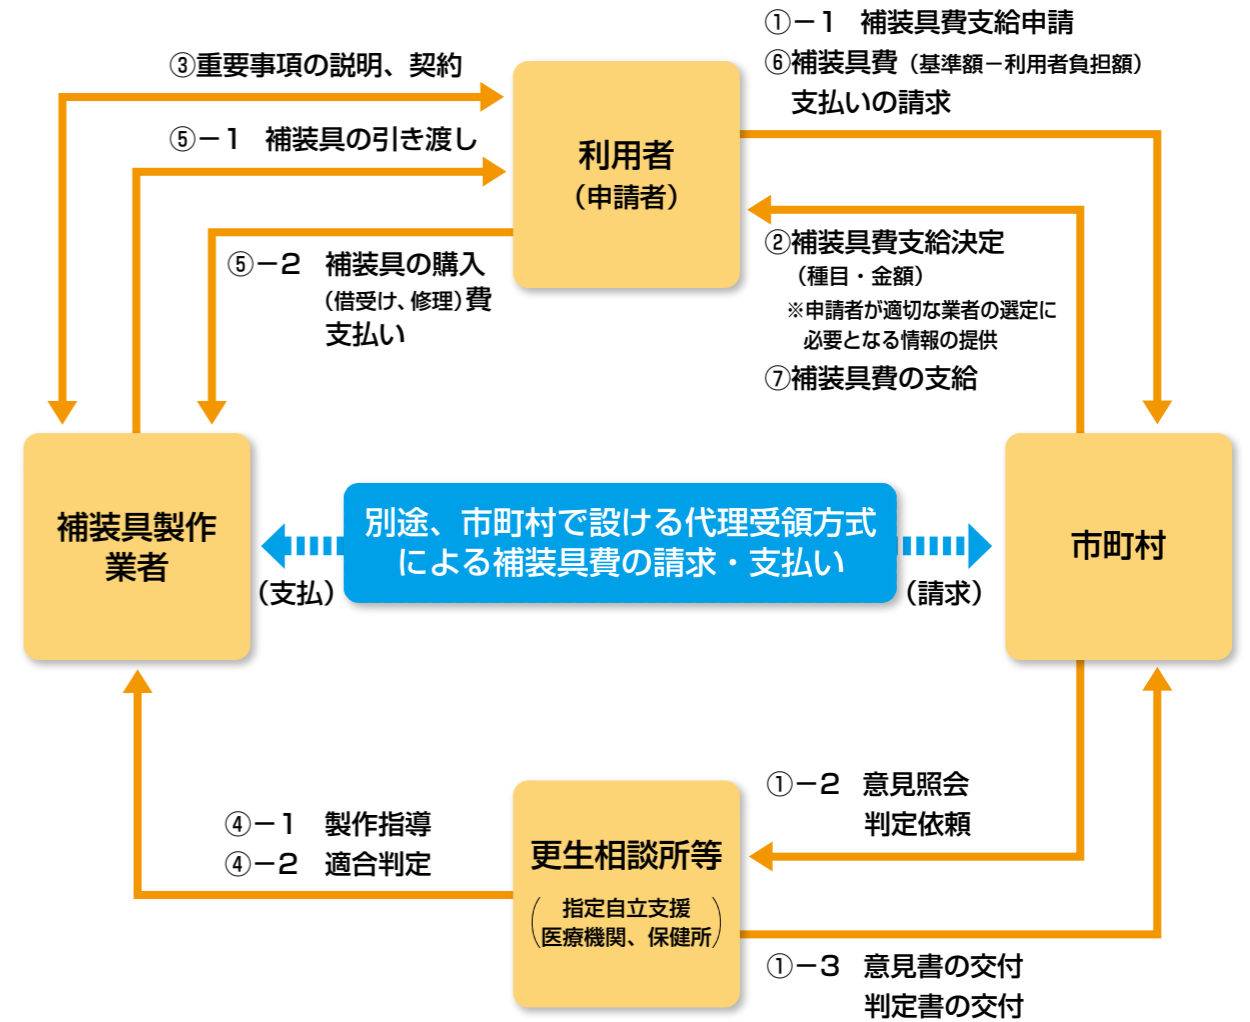 ①－1　補装具費支給申請
⑥補装具費（基準額－利用者負担額）
支払いの請求
③重要事項の説明、契約
⑤－1　補装具の引き渡し
利用者
（申請者）
⑤－2　補装具の購入
（借受け、修理）費
支払い
②補装具費支給決定
（種目・金額）
※申請者が適切な業者の選定に
必要となる情報の提供
⑦補装具費の支給
補装具製作
業者
別途、市町村で設ける代理受領方式
による補装具費の請求・支払い
（支払）
（請求）
市町村
④－1　製作指導
④－2　適合判定
更生相談所等
（指定自立支援
医療機関、保健所）
①－2　意見照会
判定依頼
①－3　意見書の交付
判定書の交付